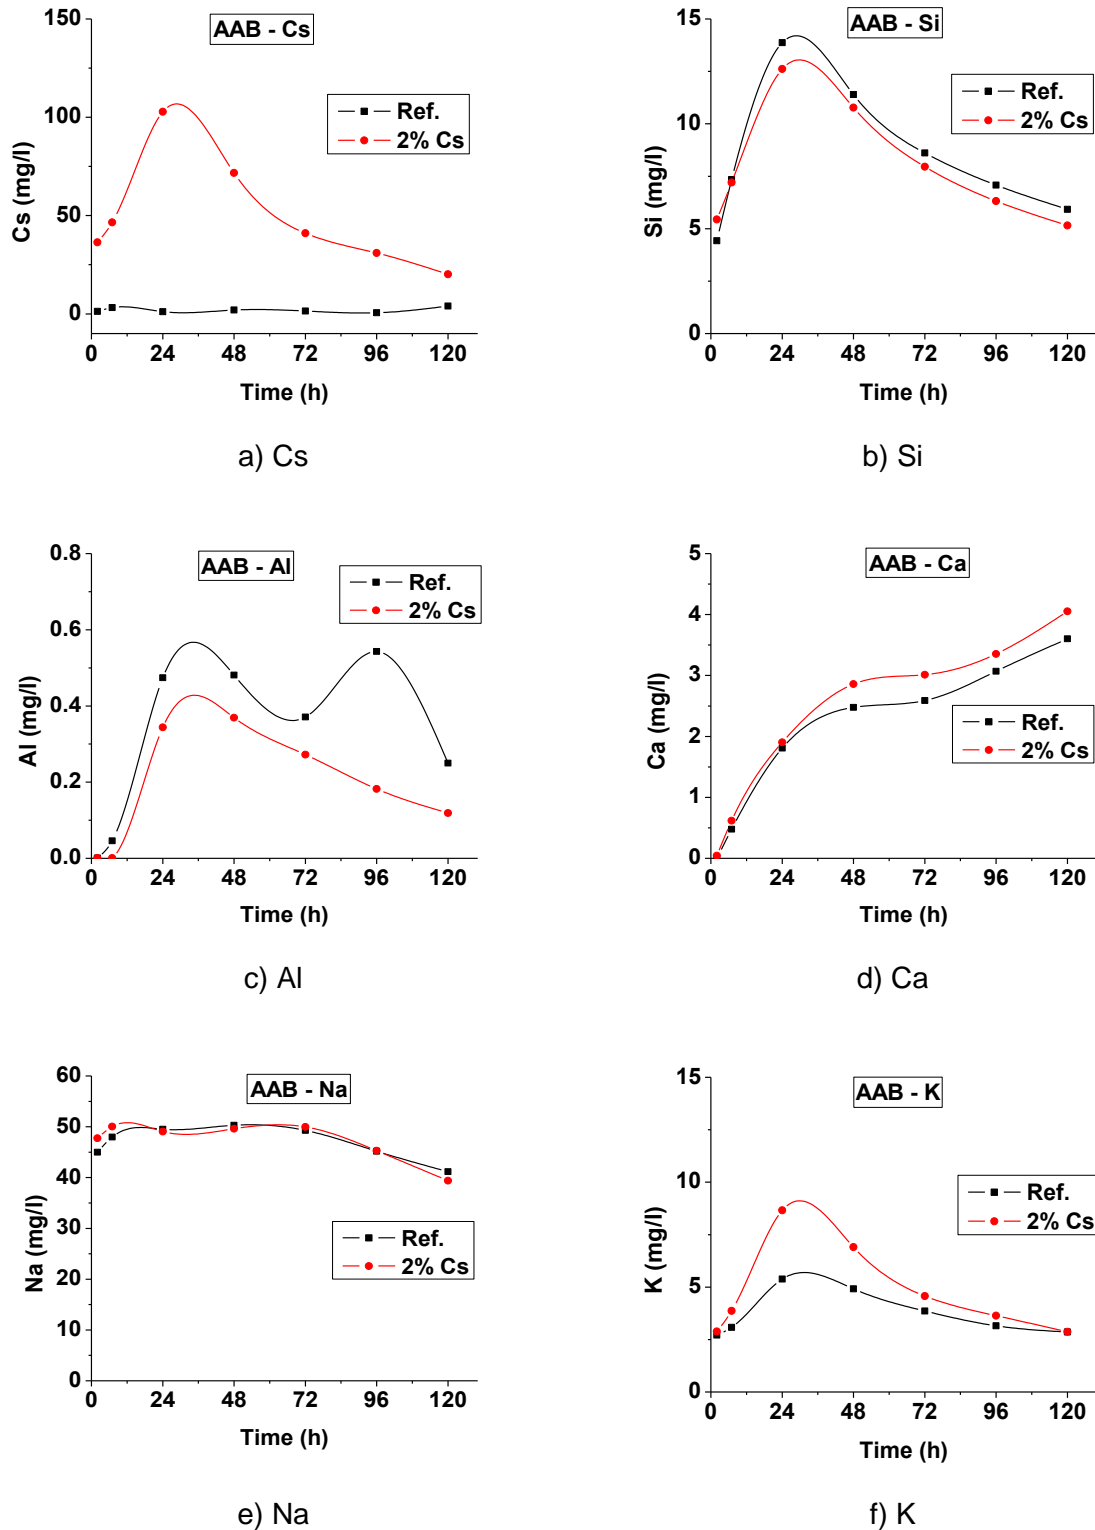 AAB - Cs
Cs (mg/l)
150
100
50
0
Ref.
2% Cs
0 24 48 72 96 120
Time (h)
a) Cs
AAB - Si
Si (mg/l)
15
10
5
0
Ref.
2% Cs
0 24 48 72 96 120
Time (h)
b) Si
AAB - Al
Al (mg/l)
0.8
0.6
0.4
0.2
0.0
Ref.
2% Cs
0 24 48 72 96 120
Time (h)
c) Al
AAB - Ca
Ca (mg/l)
5
4
3
2
1
0
Ref.
2% Cs
0 24 48 72 96 120
Time (h)
d) Ca
AAB - Na
Na (mg/l)
60
50
40
30
20
10
0
Ref.
2% Cs
0 24 48 72 96 120
Time (h)
e) Na
AAB - K
K (mg/l)
15
10
5
0
Ref.
2% Cs
0 24 48 72 96 120
Time (h)
f) K